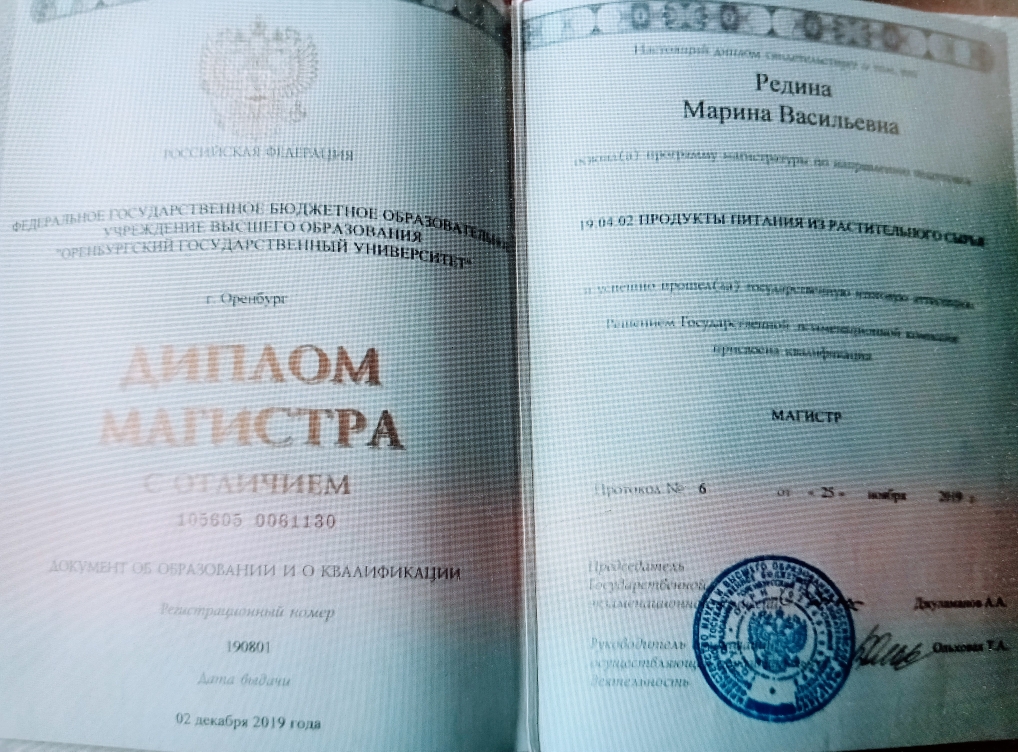 РОССИЙСКАЯ ФЕДЕРАЦИЯ
ФЕДЕРАЛЬНОЕ ГОСУДАРСТВЕННОЕ БЮДЖЕТНОЕ ОБРАЗОВАТЕЛЬНОЕ
УЧРЕЖДЕНИЕ ВЫСШЕГО ОБРАЗОВАНИЯ
"ОРЕНБУРГСКИЙ ГОСУДАРСТВЕННЫЙ УНИВЕРСИТЕТ"
г. Оренбург
ДИПЛОМ
МАГИСТРА
С ОТЛИЧИЕМ
105605 0081130
ДОКУМЕНТ ОБ ОБРАЗОВАНИИ И О КВАЛИФИКАЦИИ
Регистрационный номер
190801
Дата выдачи
02 декабря 2019 года
Настоящий диплом свидетельствует о том, что
Редина
Марина Васильевна
освоил(а) программу магистратуры по направлению подготовки
19.04.02 ПРОДУКТЫ ПИТАНИЯ ИЗ РАСТИТЕЛЬНОГО СЫРЬЯ
и успешно прошел(ла) государственную итоговую аттестацию
Решением Государственной экзаменационной комиссии
присвоена квалификация
МАГИСТР
Протокол № 6 от « 25 » ноября 2019 г.
Председатель
Государственной
экзаменационной
Джуламанов А.А.
Руководитель
осуществляющ
деятельность
Ольховая Т.А.